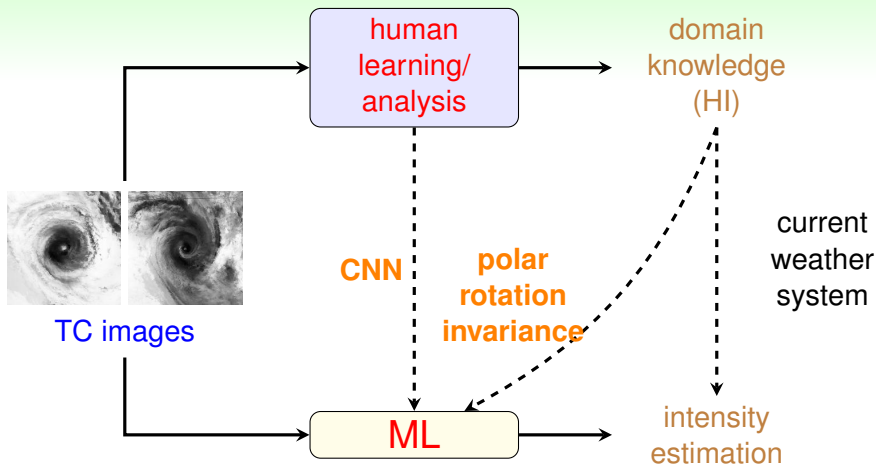 human
learning/
analysis
domain
knowledge
(HI)
CNN
polar
rotation
invariance
current
weather
system
TC images
ML
intensity
estimation